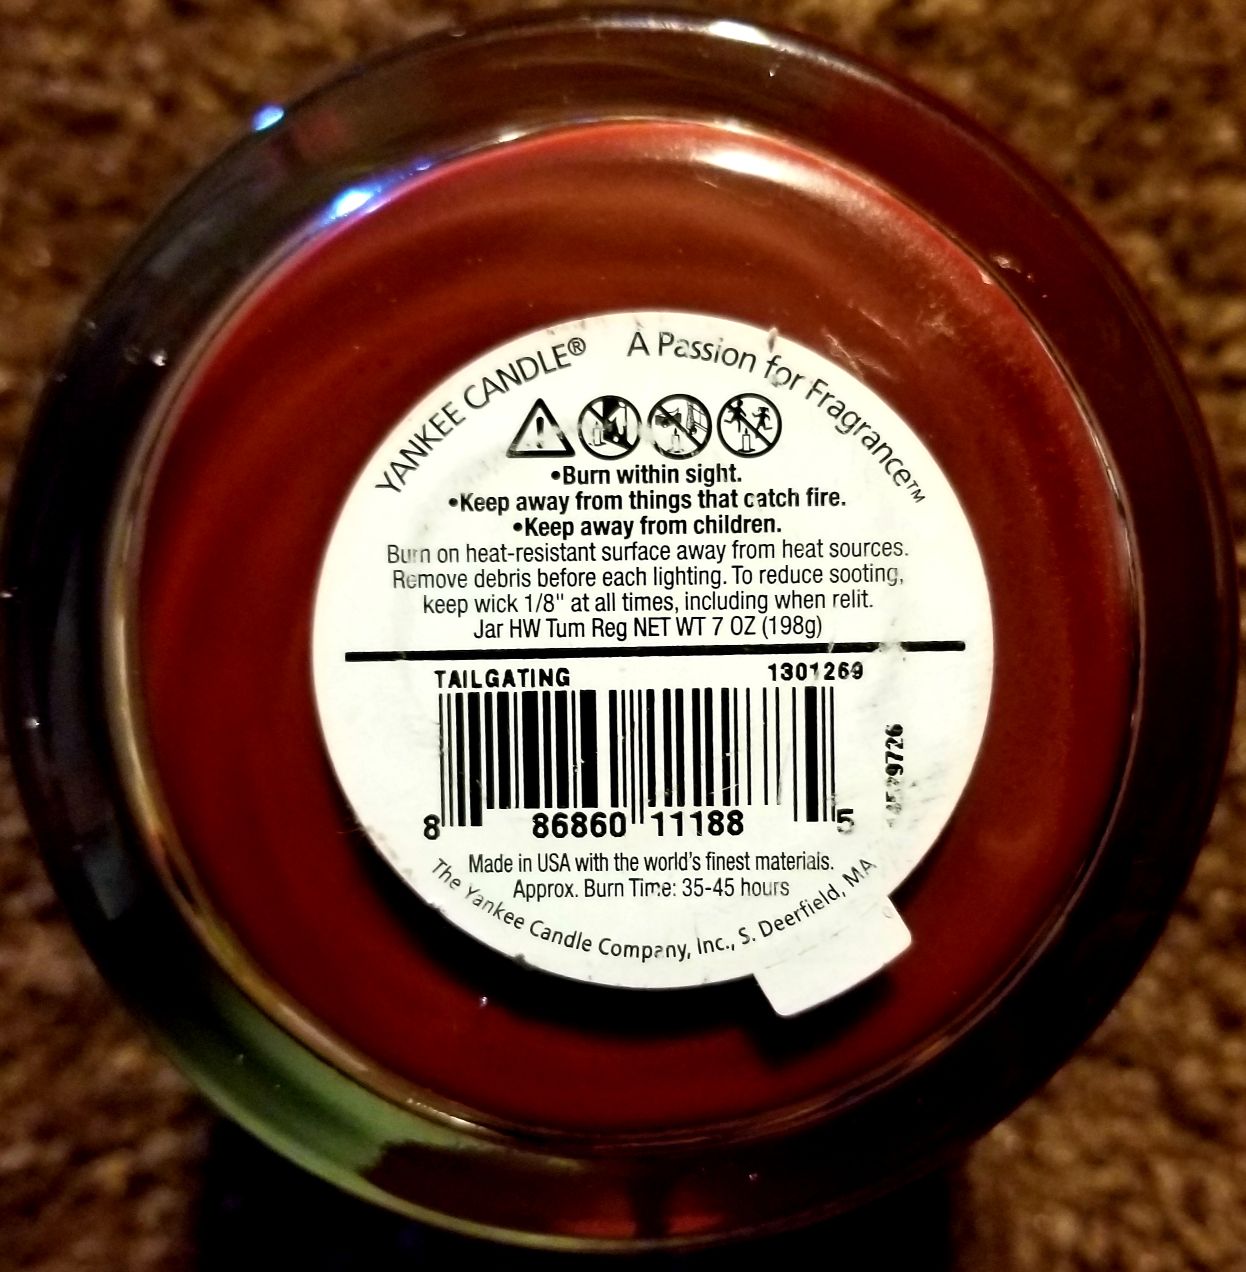 YANKEE CANDLE® A Passion for Fragrance™
•Burn within sight.
•Keep away from things that catch fire.
•Keep away from children.
Burn on heat-resistant surface away from heat sources.
Remove debris before each lighting. To reduce sooting,
keep wick 1/8" at all times, including when relit.
Jar HW Tum Reg NET WT 7 OZ (198g)
TAILGATING 1301269
8 86860 11188 5
Made in USA with the world's finest materials.
Approx. Burn Time: 35-45 hours
The Yankee Candle Company, Inc., S. Deerfield, MA